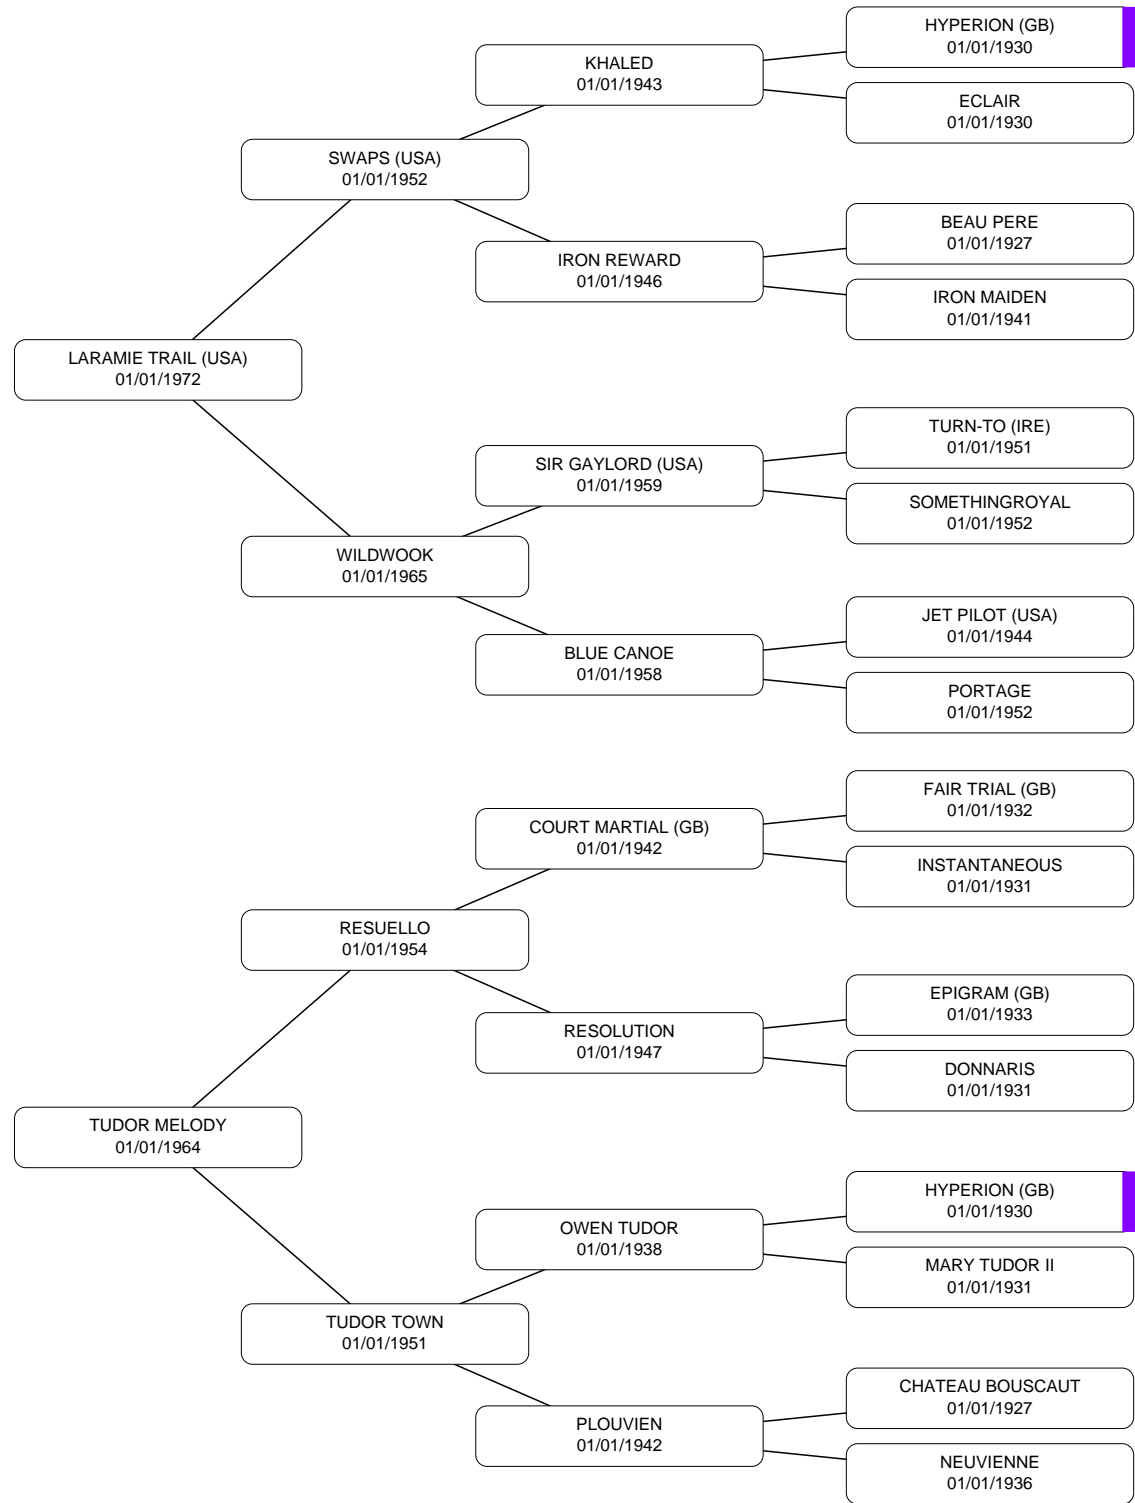 HYPERION (GB)
01/01/1930
KHALED
01/01/1943
ECLAIR
01/01/1930
SWAPS (USA)
01/01/1952
BEAU PERE
01/01/1927
IRON REWARD
01/01/1946
IRON MAIDEN
01/01/1941
LARAMIE TRAIL (USA)
01/01/1972
TURN-TO (IRE)
01/01/1951
SIR GAYLORD (USA)
01/01/1959
SOMETHINGROYAL
01/01/1952
WILDWOOK
01/01/1965
JET PILOT (USA)
01/01/1944
BLUE CANOE
01/01/1958
PORTAGE
01/01/1952
FAIR TRIAL (GB)
01/01/1932
COURT MARTIAL (GB)
01/01/1942
INSTANTANEOUS
01/01/1931
RESUELLO
01/01/1954
EPIGRAM (GB)
01/01/1933
RESOLUTION
01/01/1947
DONNARIS
01/01/1931
TUDOR MELODY
01/01/1964
HYPERION (GB)
01/01/1930
OWEN TUDOR
01/01/1938
MARY TUDOR II
01/01/1931
TUDOR TOWN
01/01/1951
CHATEAU BOUSCAUT
01/01/1927
PLOUVIEN
01/01/1942
NEUVIENNE
01/01/1936